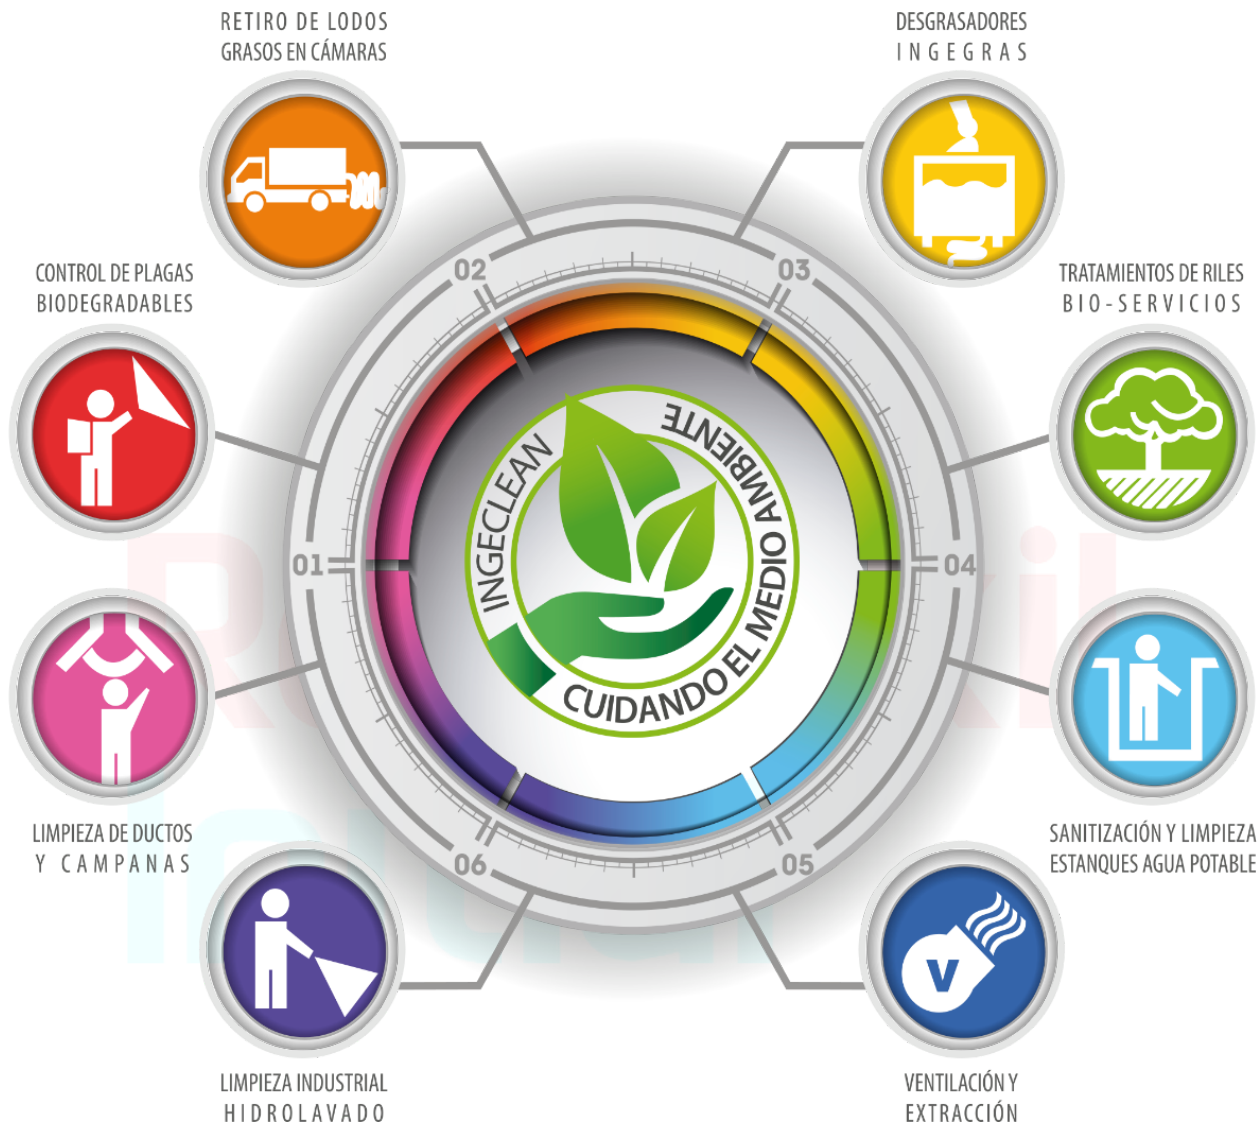 RETIRO DE LODOS
GRASOS EN CÁMARAS
DESGRASADORES
INGEGRAS
CONTROL DE PLAGAS
BIODEGRADABLES
TRATAMIENTOS DE RILES
BIO-SERVICIOS
02
03
01
04
06
05
INGECLEAN
CUIDANDO EL MEDIO AMBIENTE
LIMPIEZA DE DUCTOS
Y CAMPANAS
SANITIZACIÓN Y LIMPIEZA
ESTANQUES AGUA POTABLE
V
LIMPIEZA INDUSTRIAL
HIDROLAVADO
VENTILACIÓN Y
EXTRACCIÓN